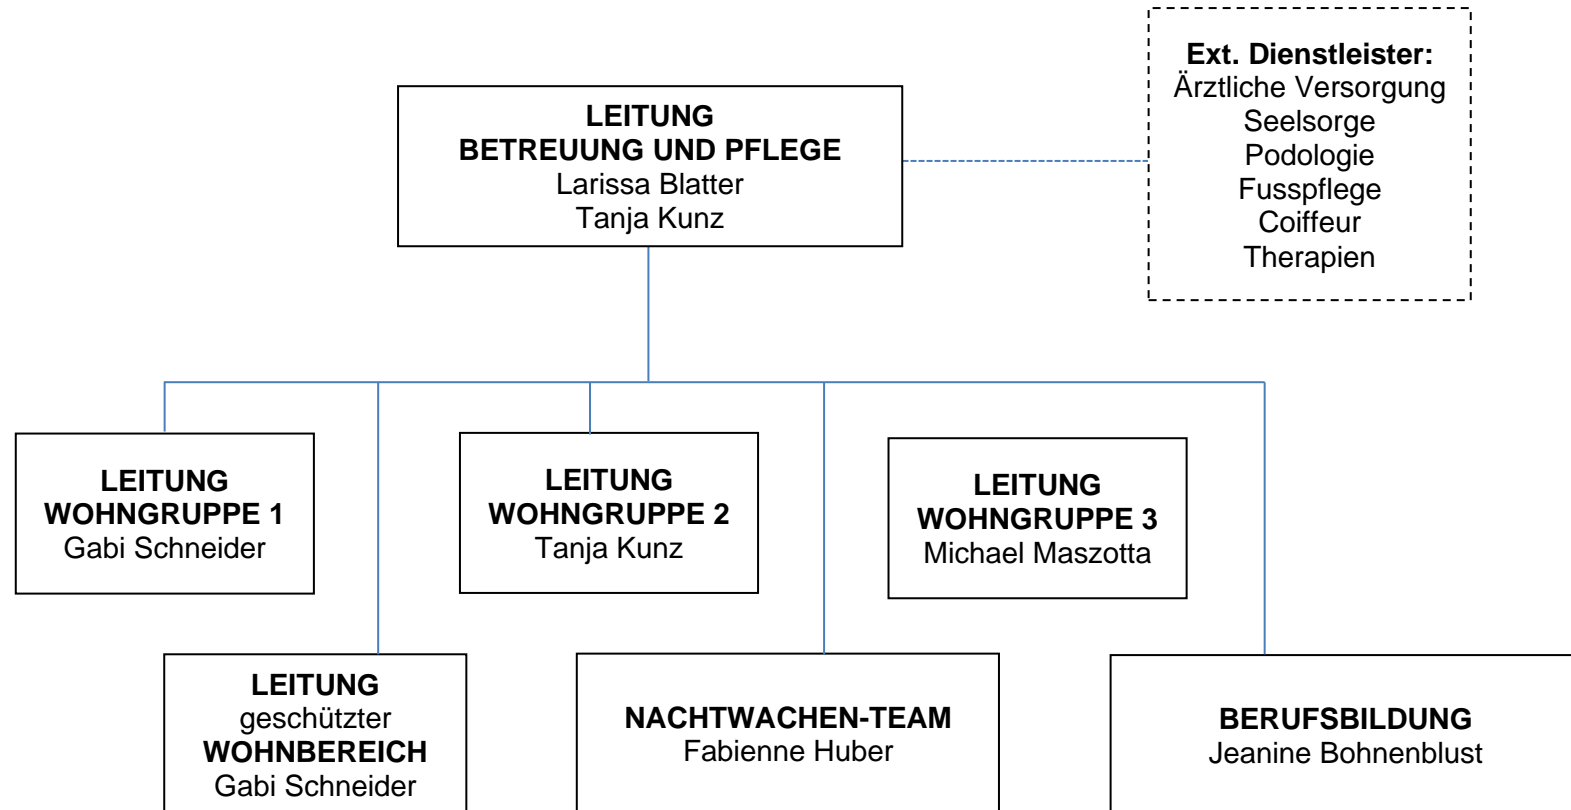 Ext. Dienstleister:
Ärztliche Versorgung
Seelsorge
Podologie
Fusspflege
Coiffeur
Therapien
LEITUNG
BETREUUNG UND PFLEGE
Larissa Blatter
Tanja Kunz
LEITUNG
WOHNGRUPPE 1
Gabi Schneider
LEITUNG
WOHNGRUPPE 2
Tanja Kunz
LEITUNG
WOHNGRUPPE 3
Michael Maszotta
LEITUNG
geschützter
WOHNBEREICH
Gabi Schneider
NACHTWACHEN-TEAM
Fabienne Huber
BERUFSBILDUNG
Jeanine Bohnenblust